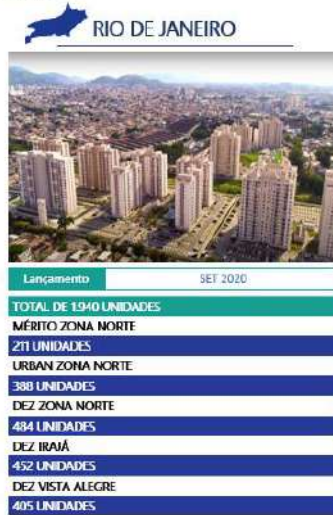 RIO DE JANEIRO
Lançamento SET 2020
TOTAL DE 1.940 UNIDADES
MÉRITO ZONA NORTE
211 UNIDADES
URBAN ZONA NORTE
388 UNIDADES
DEZ ZONA NORTE
484 UNIDADES
DEZ IRAJÁ
452 UNIDADES
DEZ VISTA ALEGRE
405 UNIDADES